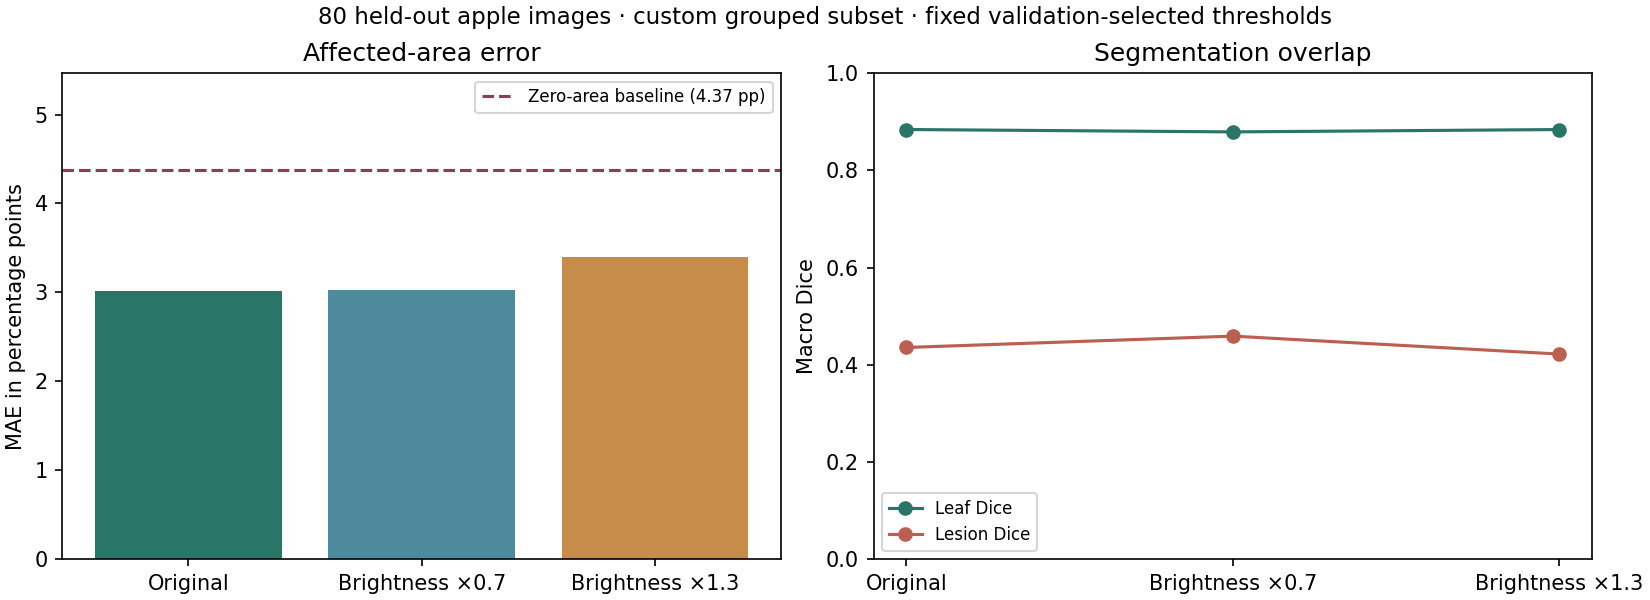 80 held-out apple images · custom grouped subset · fixed validation-selected thresholds
Affected-area error
MAE in percentage points
5
4
3
2
1
0
Zero-area baseline (4.37 pp)
Original
Brightness ×0.7
Brightness ×1.3
Segmentation overlap
Macro Dice
1.0
0.8
0.6
0.4
0.2
0.0
Leaf Dice
Lesion Dice
Original
Brightness ×0.7
Brightness ×1.3